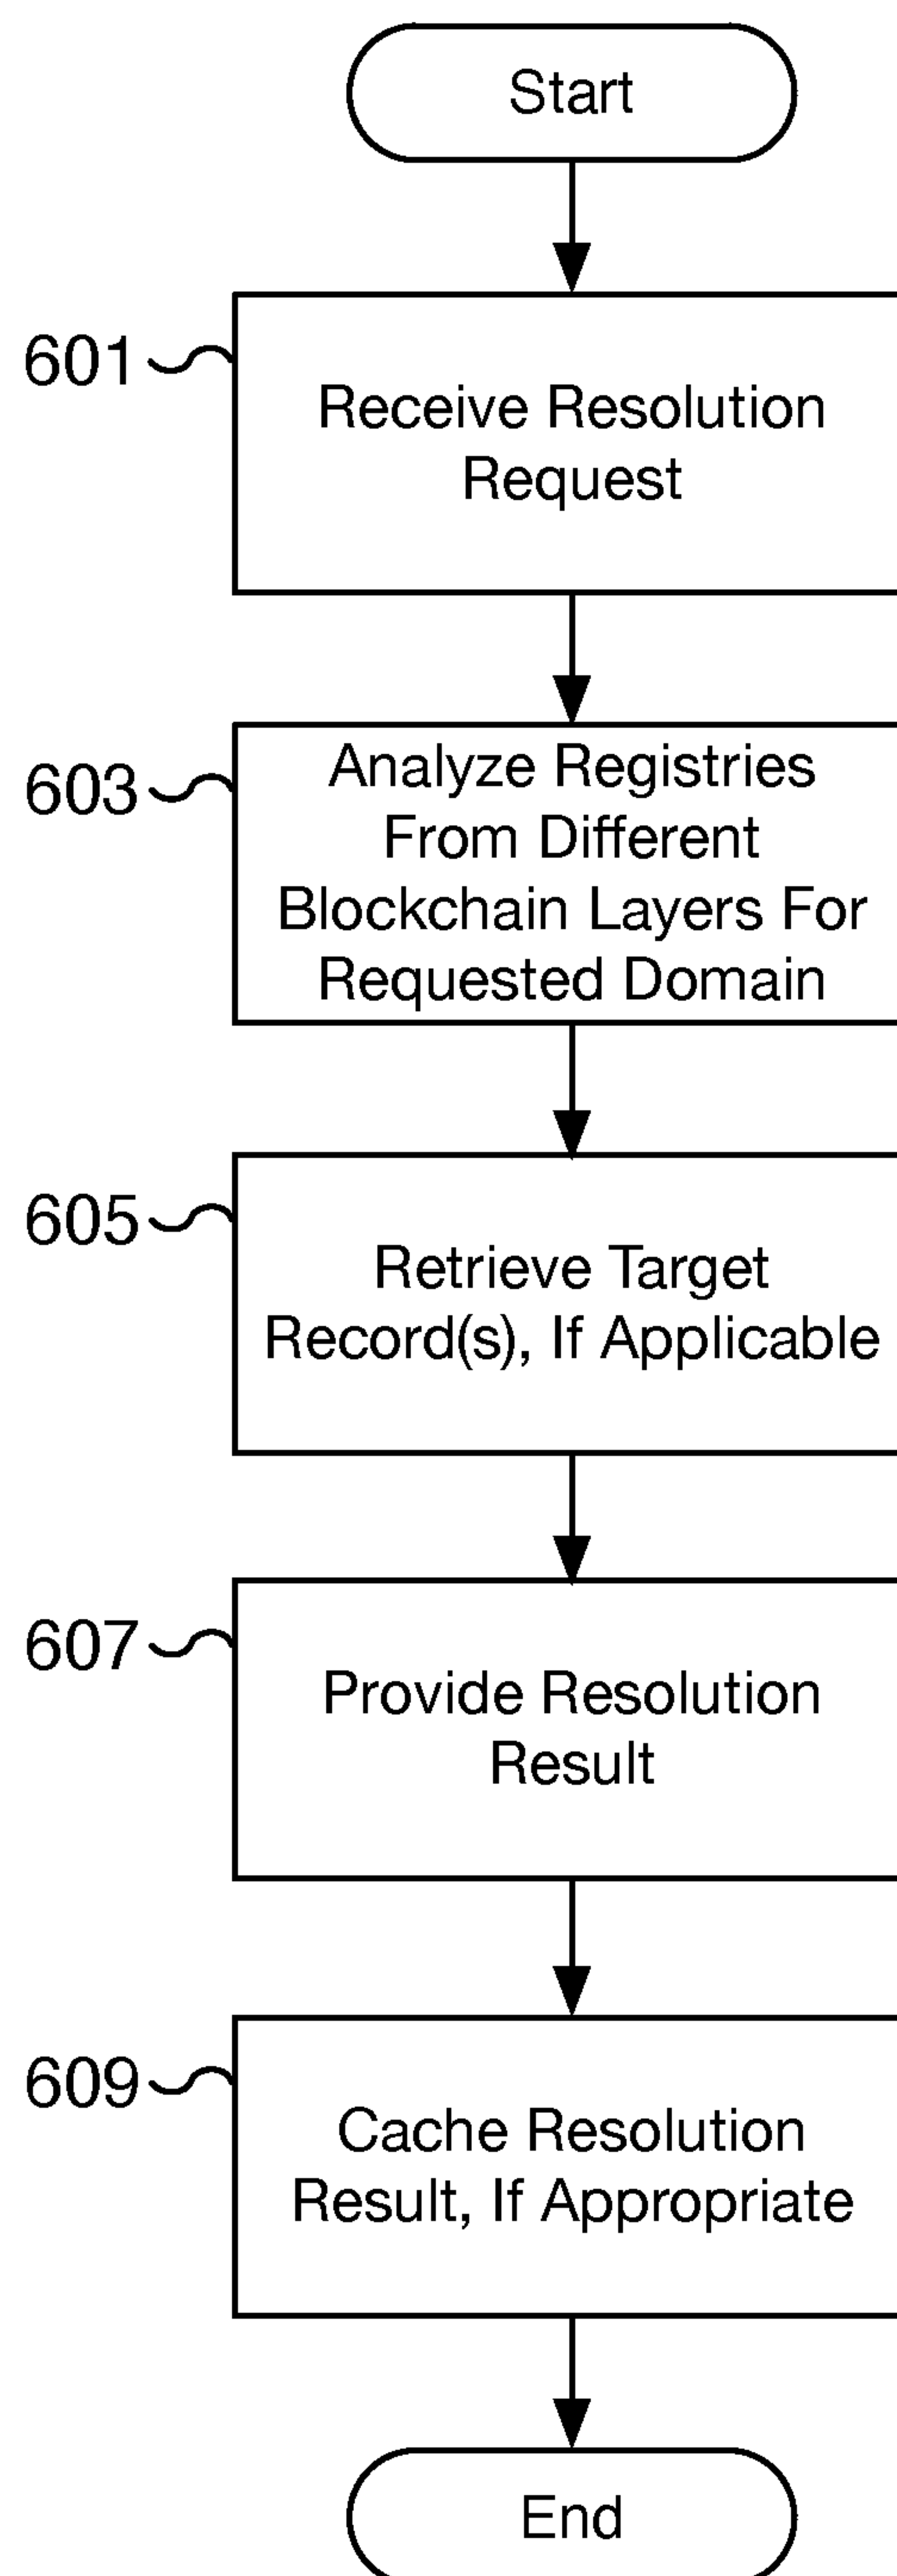 Start
601
Receive Resolution
Request
603
Analyze Registries
From Different
Blockchain Layers For
Requested Domain
605
Retrieve Target
Record(s), If Applicable
607
Provide Resolution
Result
609
Cache Resolution
Result, If Appropriate
End